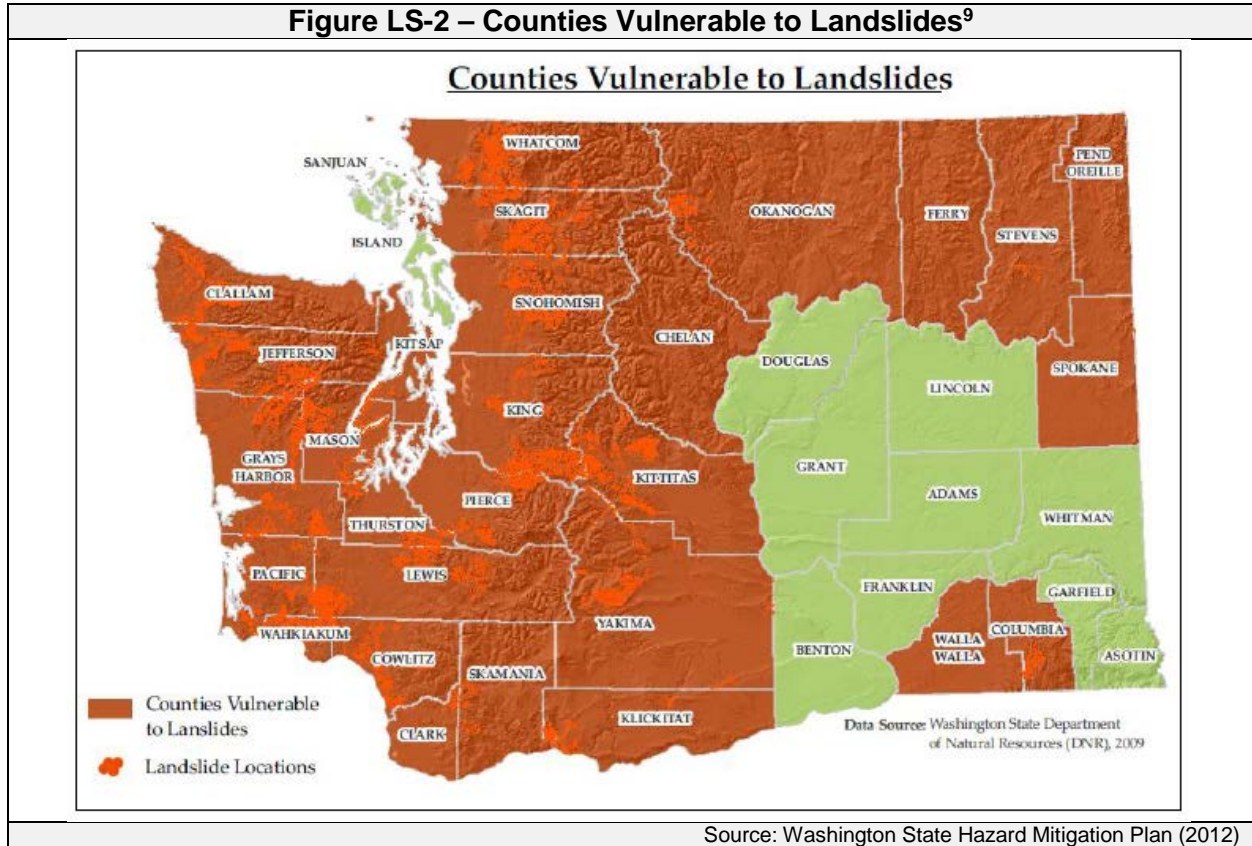 Figure LS-2 – Counties Vulnerable to Landslides⁹
Counties Vulnerable to Landslides
WHATCOM
SANJUAN
PEND
OREILLE
SKAGIT
OKANOGAN
FERRY
STEVENS
ISLAND
CLALLAM
SNOHOMISH
CHELAN
JEFFERSON
KITSAP
DOUGLAS
SPOKANE
LINCOLN
KING
MASON
GRAYS
HARBOR
KITTITAS
GRANT
PIERCE
ADAMS
WHITMAN
THURSTON
PACIFIC
LEWIS
FRANKLIN
GARFIELD
YAKIMA
WAHKIAKUM
COLUMBIA
WALLA
WALLA
BENTON
ASOTIN
COWLITZ
SKAMANIA
KLICKITAT
CLARK
Counties Vulnerable
to Lanslides
Landslide Locations
Data Source: Washington State Department
of Natural Resources (DNR), 2009
Source: Washington State Hazard Mitigation Plan (2012)